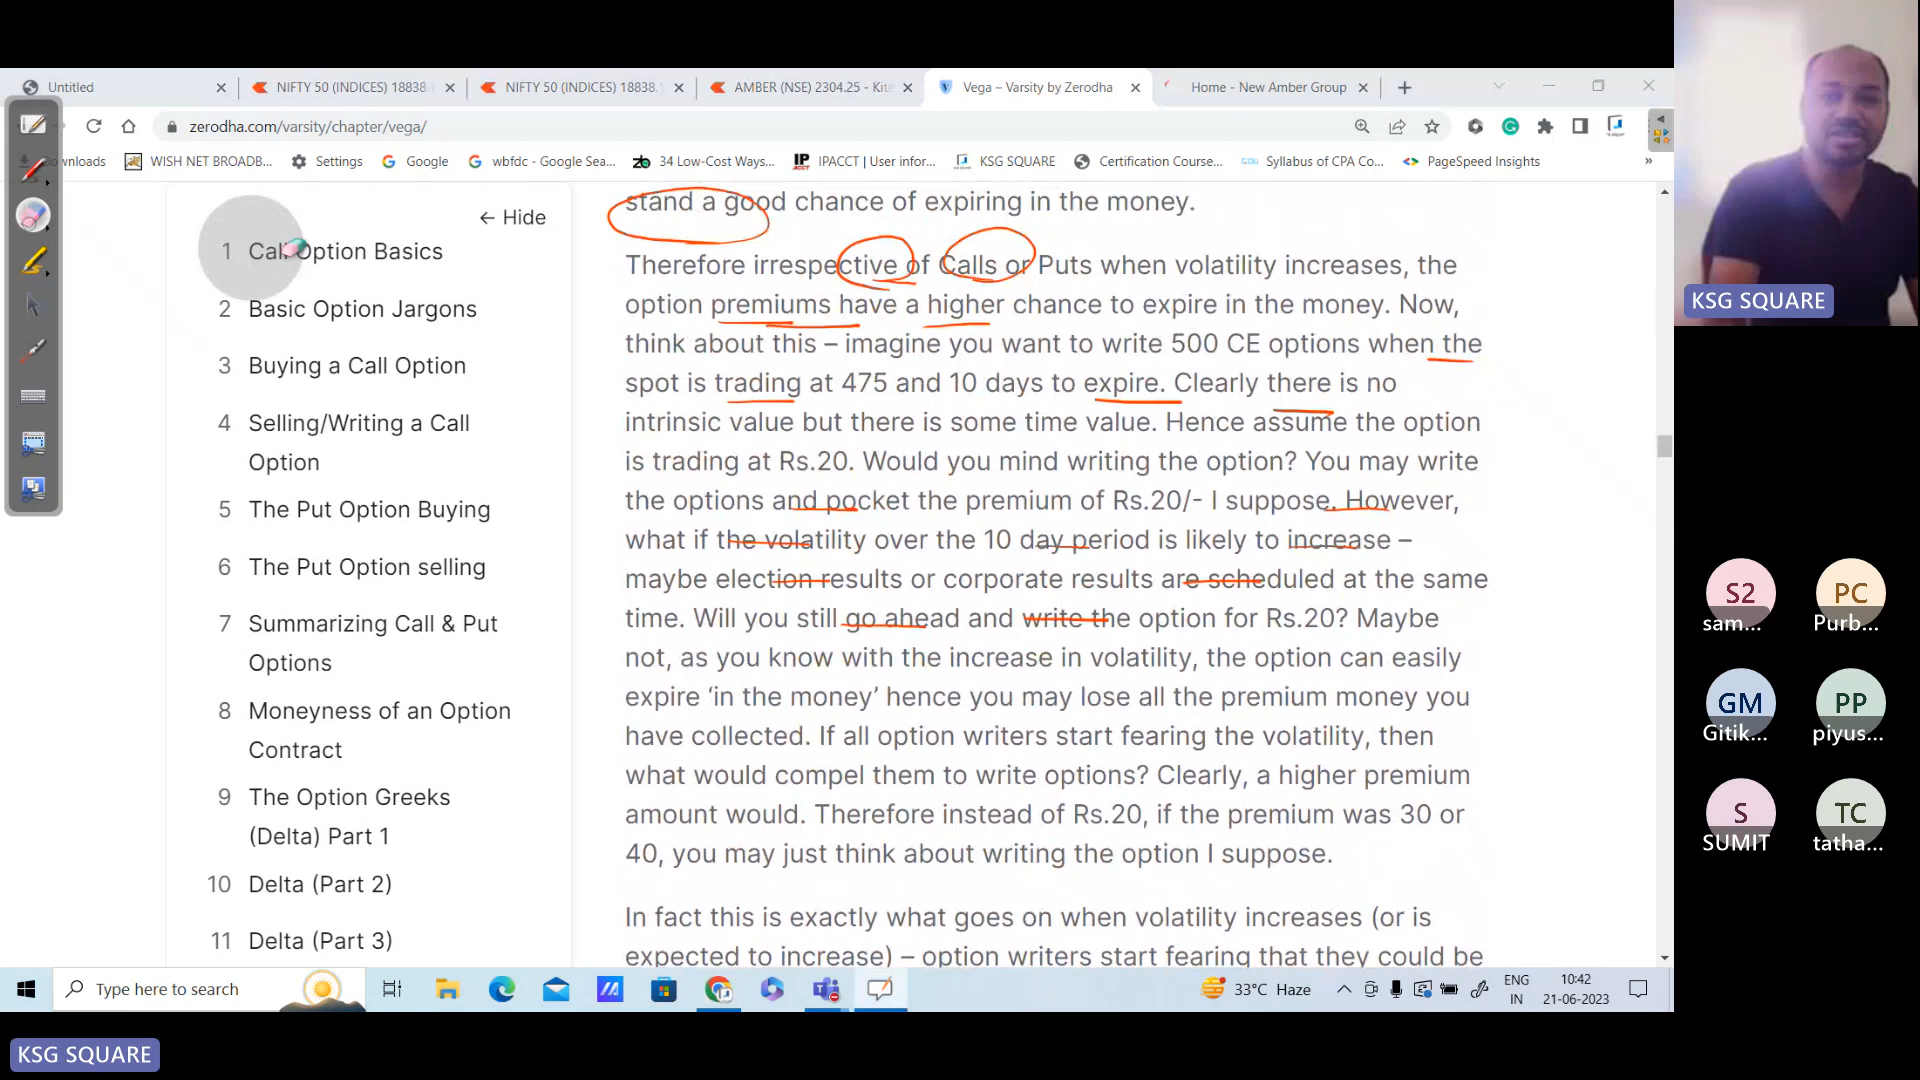 Untitled
NIFTY 50 (INDICES) 18838.
NIFTY 50 (INDICES) 18838.
AMBER (NSE) 2304.25 - Kite
Vega – Varsity by Zerodha
Home - New Amber Group
zerodha.com/varsity/chapter/vega/
ownloads
WISH NET BROADB...
Settings
Google
wbfdc - Google Sea...
34 Low-Cost Ways...
IPACCT | User infor...
KSG SQUARE
Certification Course...
Syllabus of CPA Co...
PageSpeed Insights
← Hide
1 Call Option Basics
2 Basic Option Jargons
3 Buying a Call Option
4 Selling/Writing a Call
Option
5 The Put Option Buying
6 The Put Option selling
7 Summarizing Call & Put
Options
8 Moneyness of an Option
Contract
9 The Option Greeks
(Delta) Part 1
10 Delta (Part 2)
11 Delta (Part 3)
stand a good chance of expiring in the money.
Therefore irrespective of Calls or Puts when volatility increases, the
option premiums have a higher chance to expire in the money. Now,
think about this – imagine you want to write 500 CE options when the
spot is trading at 475 and 10 days to expire. Clearly there is no
intrinsic value but there is some time value. Hence assume the option
is trading at Rs.20. Would you mind writing the option? You may write
the options and pocket the premium of Rs.20/- I suppose. However,
what if the volatility over the 10 day period is likely to increase –
maybe election results or corporate results are scheduled at the same
time. Will you still go ahead and write the option for Rs.20? Maybe
not, as you know with the increase in volatility, the option can easily
expire ‘in the money’ hence you may lose all the premium money you
have collected. If all option writers start fearing the volatility, then
what would compel them to write options? Clearly, a higher premium
amount would. Therefore instead of Rs.20, if the premium was 30 or
40, you may just think about writing the option I suppose.
In fact this is exactly what goes on when volatility increases (or is
expected to increase) – option writers start fearing that they could be
KSG SQUARE
S2
sam...
PC
Purb...
GM
Gitik...
PP
piyus...
S
SUMIT
TC
tatha...
Type here to search
33°C Haze
ENG
IN
10:42
21-06-2023
KSG SQUARE